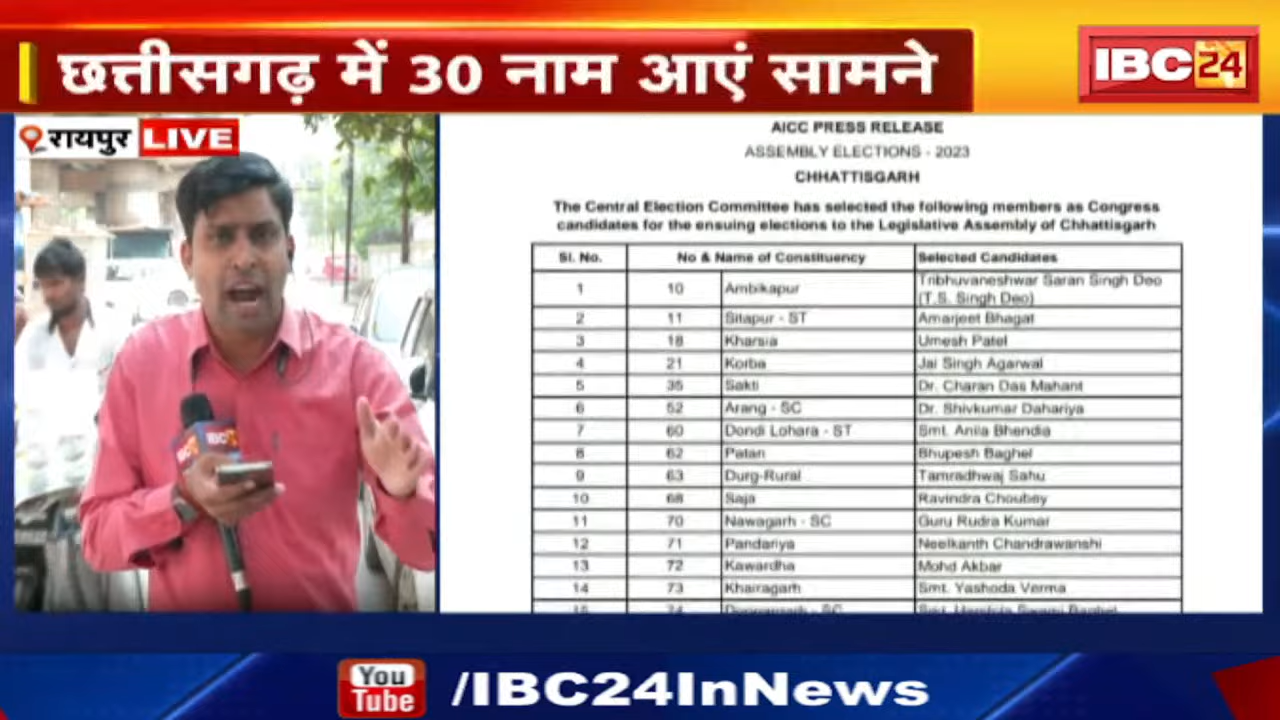 छत्तीसगढ़ में 30 नाम आएं सामने
IBC24
रायपुर LIVE
AICC PRESS RELEASE
ASSEMBLY ELECTIONS - 2023
CHHATTISGARH
The Central Election Committee has selected the following members as Congress
candidates for the ensuing elections to the Legislative Assembly of Chhattisgarh
Sl. No. No & Name of Constituency Selected Candidates
1 10 Ambikapur Tribhuvaneshwar Saran Singh Deo
(T.S. Singh Deo)
2 11 Sitapur - ST Amarjeet Bhagat
3 18 Kharsia Umesh Patel
4 21 Korba Jai Singh Agarwal
5 35 Sakti Dr. Charan Das Mahant
6 52 Arang - SC Dr. Shivkumar Dahariya
7 60 Dondi Lohara - ST Smt. Anila Bhendia
8 62 Patan Bhupesh Baghel
9 63 Durg-Rural Tamradhwaj Sahu
10 68 Saja Ravindra Choubey
11 70 Nawagarh - SC Guru Rudra Kumar
12 71 Pandariya Neelkanth Chandrawanshi
13 72 Kawardha Mohd Akbar
14 73 Khairagarh Smt. Yashoda Verma
IBC
You
Tube
/IBC24InNews